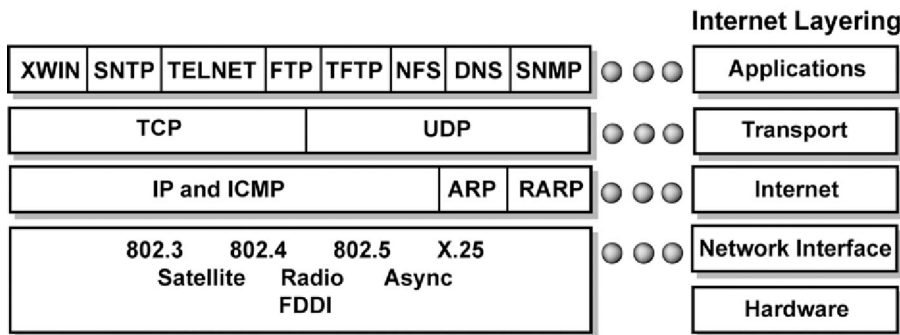 Internet Layering
XWIN SNTP TELNET FTP TFTP NFS DNS SNMP Applications
TCP UDP Transport
IP and ICMP ARP RARP Internet
802.3 802.4 802.5 X.25 Network Interface
Satellite Radio Async
FDDI Hardware